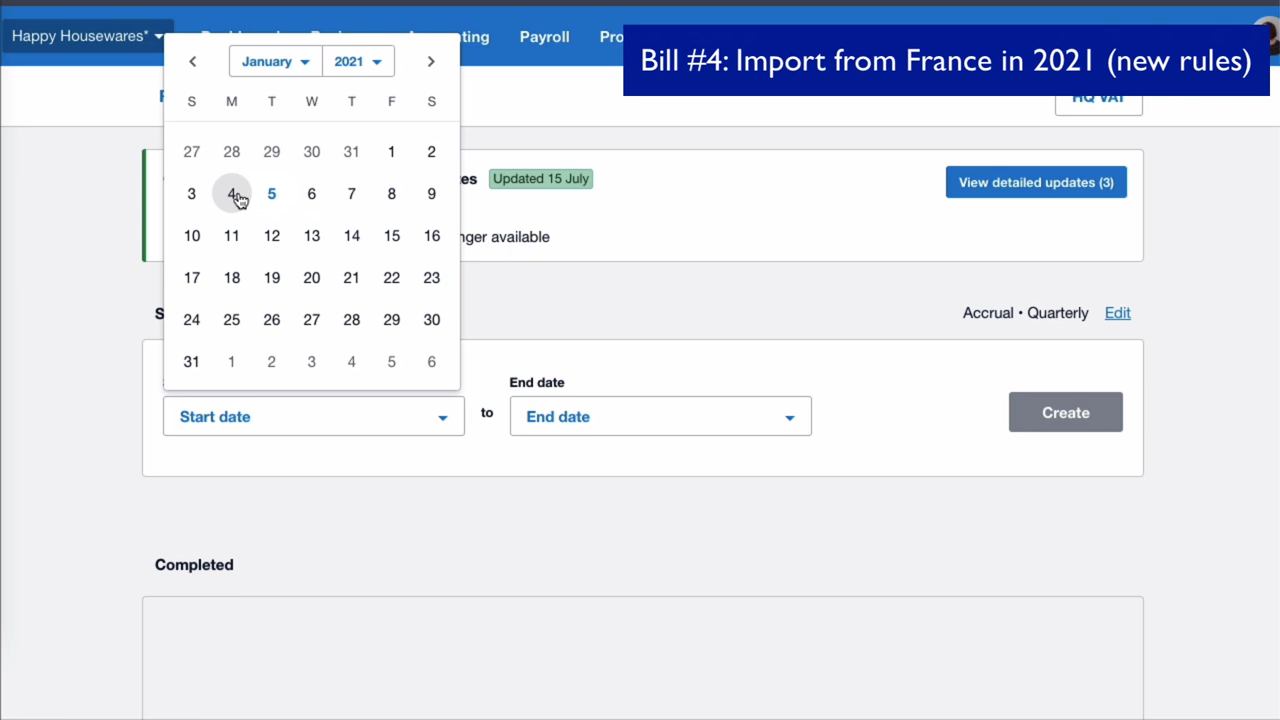 Happy Housewares*
Payroll
Bill #4: Import from France in 2021 (new rules)
January
2021
S M T W T F S
27 28 29 30 31 1 2
3 4 5 6 7 8 9
10 11 12 13 14 15 16
17 18 19 20 21 22 23
24 25 26 27 28 29 30
31 1 2 3 4 5 6
Updated 15 July
View detailed updates (3)
available
Accrual • Quarterly Edit
End date
Start date
to
End date
Create
Completed